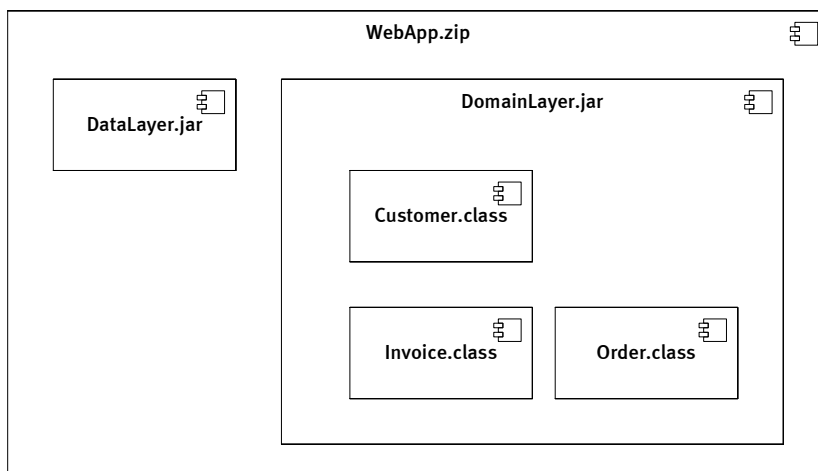 WebApp.zip
DataLayer.jar
DomainLayer.jar
Customer.class
Invoice.class
Order.class